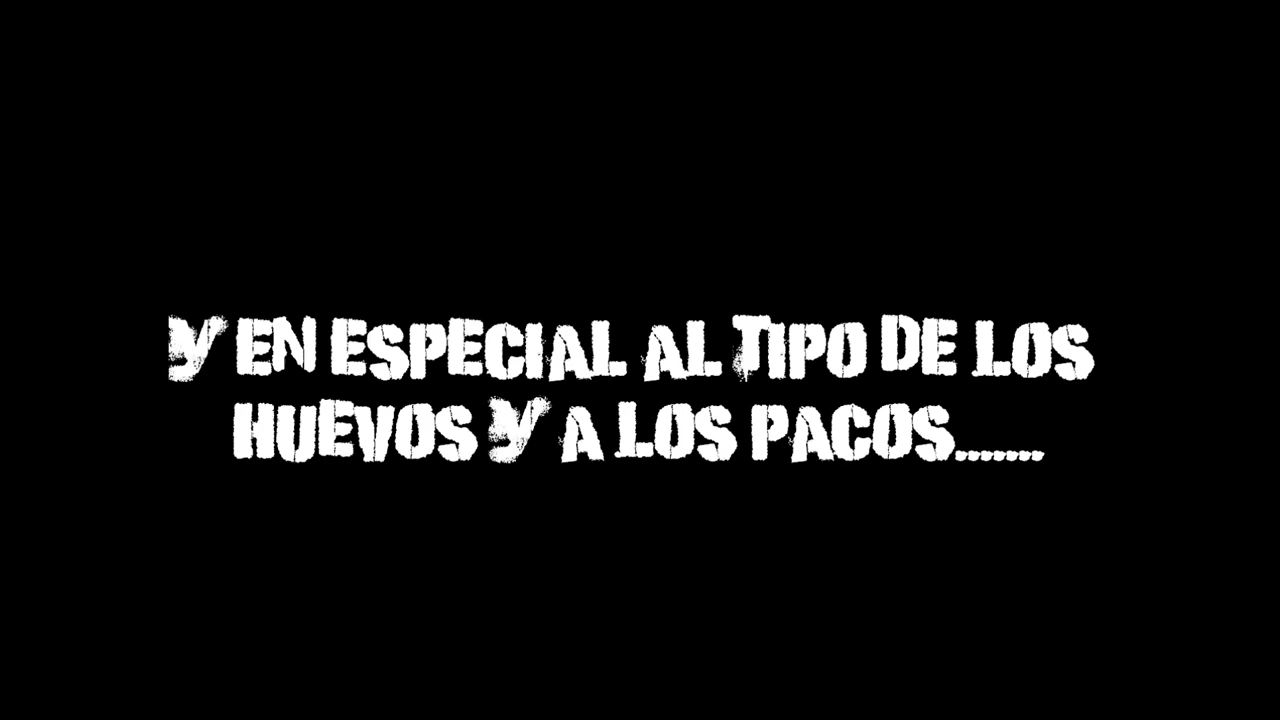 Y EN ESPECIAL AL TIPO DE LOS
HUEVOS Y A LOS PACOS.......